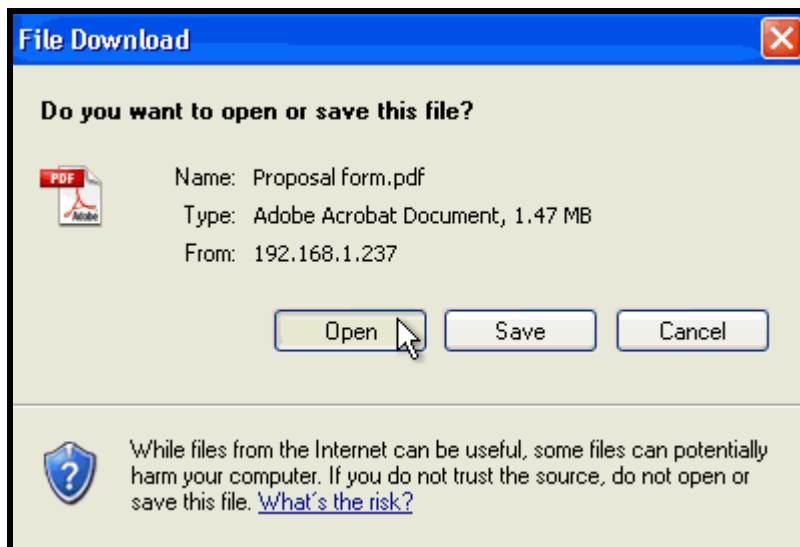 File Download
Do you want to open or save this file?
PDF
Adobe
Name: Proposal form.pdf
Type: Adobe Acrobat Document, 1.47 MB
From: 192.168.1.237
Open Save Cancel
While files from the Internet can be useful, some files can potentially
harm your computer. If you do not trust the source, do not open or
save this file. What's the risk?